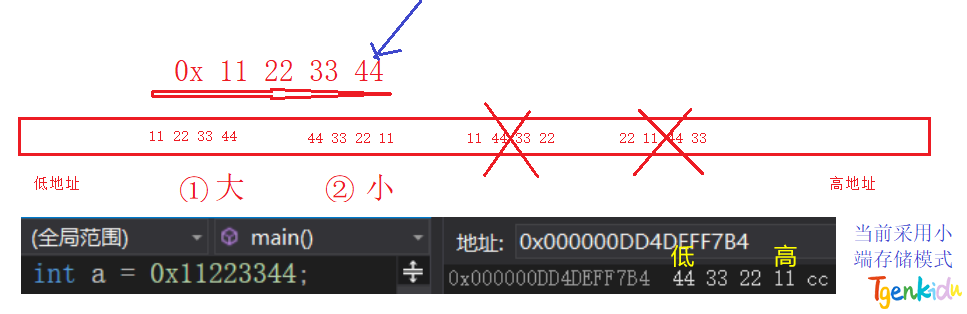 0x 11 22 33 44
11 22 33 44
44 33 22 11
11 44 33 22
22 11 44 33
低地址
① 大
② 小
高地址
(全局范围)
main()
int a = 0x11223344;
地址: 0x000000DD4DEFF7B4
低
高
0x000000DD4DEFF7B4 44 33 22 11 cc
当前采用小
端存储模式
Tgenkidu